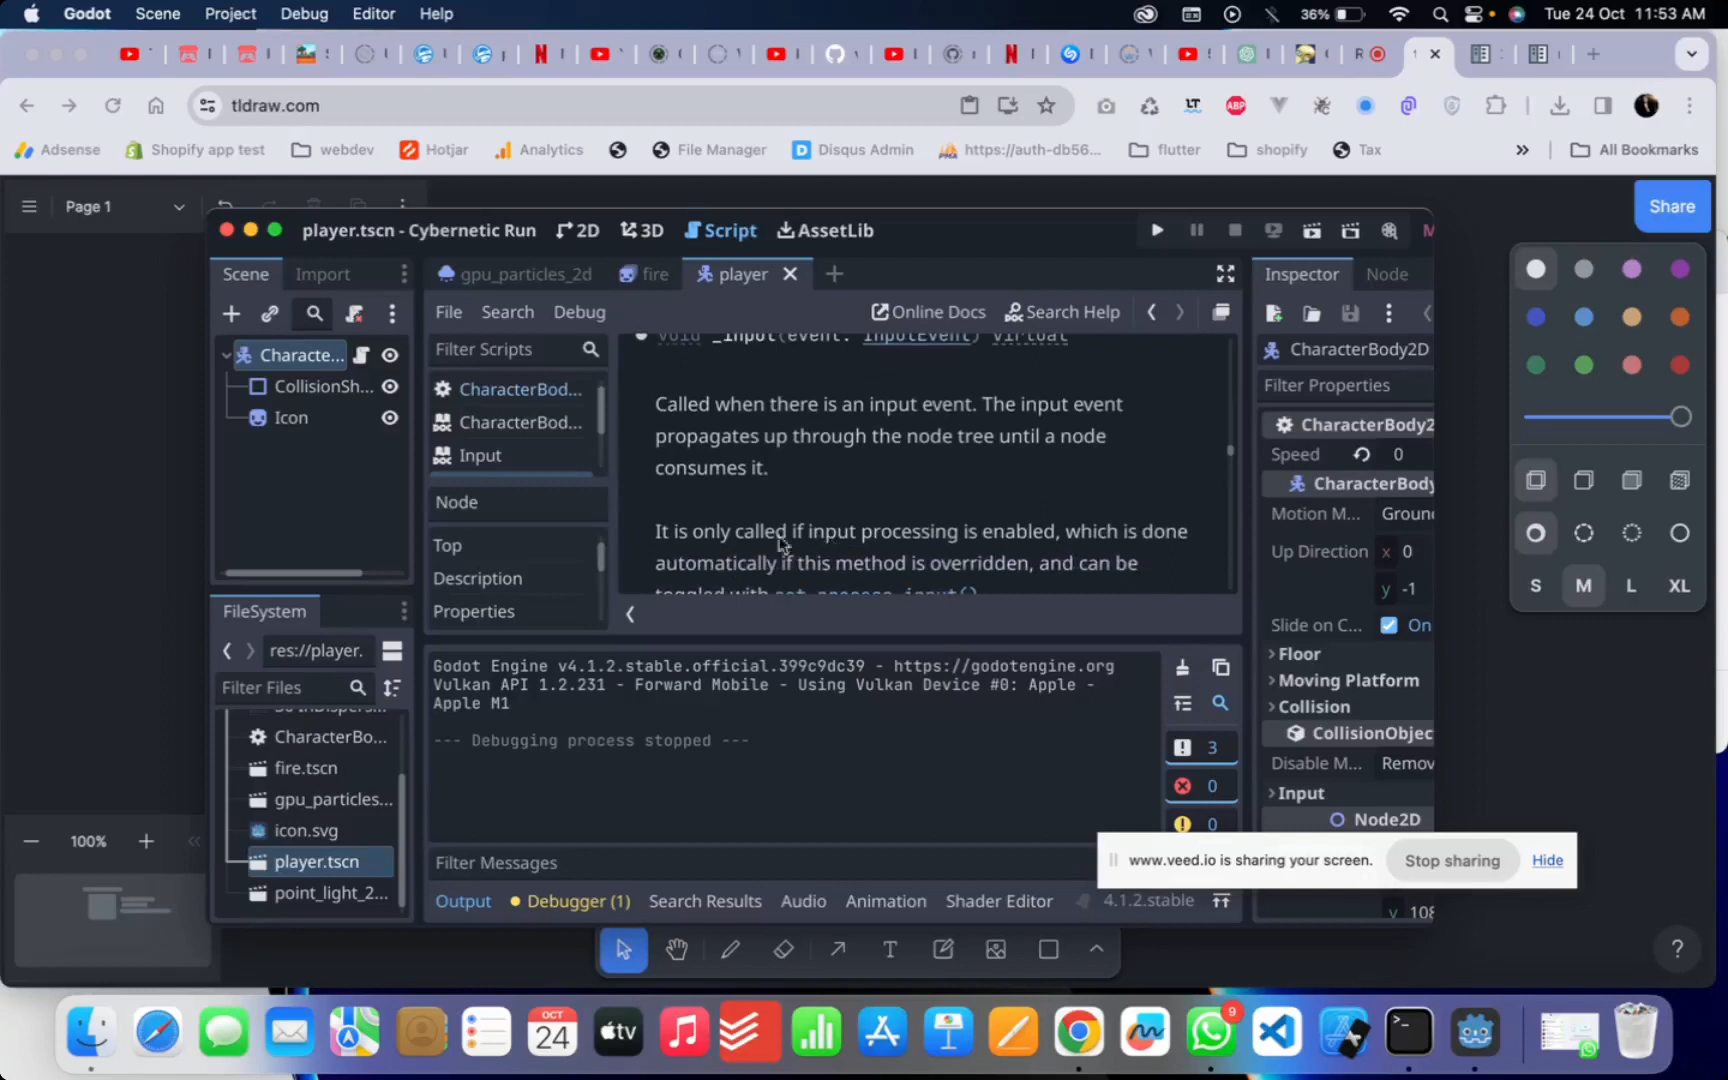 Godot Scene Project Debug Editor Help 36% Tue 24 Oct 11:53 AM
tldraw.com
Adsense Shopify app test webdev Hotjar Analytics File Manager Disqus Admin https://auth-db56... flutter shopify Tax » All Bookmarks
Page 1
Share
player.tscn - Cybernetic Run 2D 3D Script AssetLib
Scene Import
gpu_particles_2d fire player
Inspector Node
File Search Debug Online Docs Search Help
Characte...
CollisionSh...
Icon
Filter Scripts
CharacterBod...
CharacterBod...
Input
Node
Top
Description
Properties
void _input(event: InputEvent) virtual
Called when there is an input event. The input event
propagates up through the node tree until a node
consumes it.
It is only called if input processing is enabled, which is done
automatically if this method is overridden, and can be
toggled with set_process_input()
CharacterBody2D
Filter Properties
CharacterBody2
Speed 0
CharacterBody
Motion M... Ground
Up Direction x 0
y -1
Slide on C... On
Floor
Moving Platform
Collision
CollisionObjec
Disable M... Remov
Input
Node2D
y 108
S M L XL
FileSystem
res://player.
Filter Files
CharacterBo...
fire.tscn
gpu_particles...
icon.svg
player.tscn
point_light_2...
Godot Engine v4.1.2.stable.official.399c9dc39 - https://godotengine.org
Vulkan API 1.2.231 - Forward Mobile - Using Vulkan Device #0: Apple -
Apple M1
--- Debugging process stopped ---
3
0
0
Filter Messages
Output Debugger (1) Search Results Audio Animation Shader Editor 4.1.2.stable
www.veed.io is sharing your screen. Stop sharing Hide
100%
OCT
24
tv
9